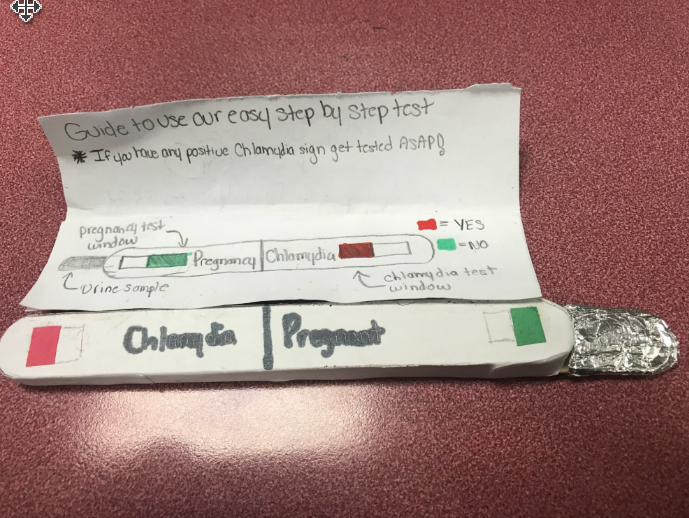 Guide to use our easy step by step test
* If you have any positive Chlamydia sign get tested ASAP!
pregnancy test window
= YES
= NO
Pregnancy | Chlamydia
Urine sample
chlamydia test window
Chlamydia | Pregnant